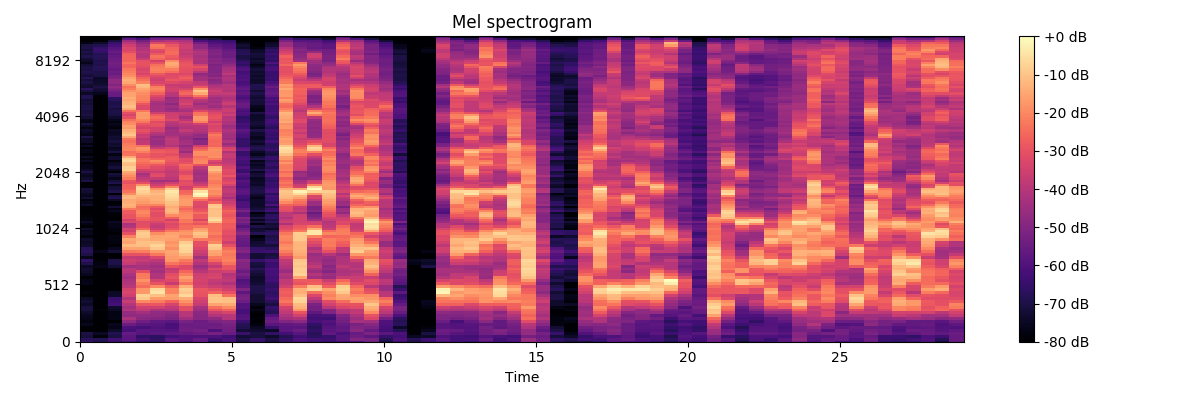 Mel spectrogram
+0 dB
8192
-10 dB
4096
-20 dB
-30 dB
2048
-40 dB
Hz
1024
-50 dB
-60 dB
512
-70 dB
0
-80 dB
0 5 10 15 20 25
Time